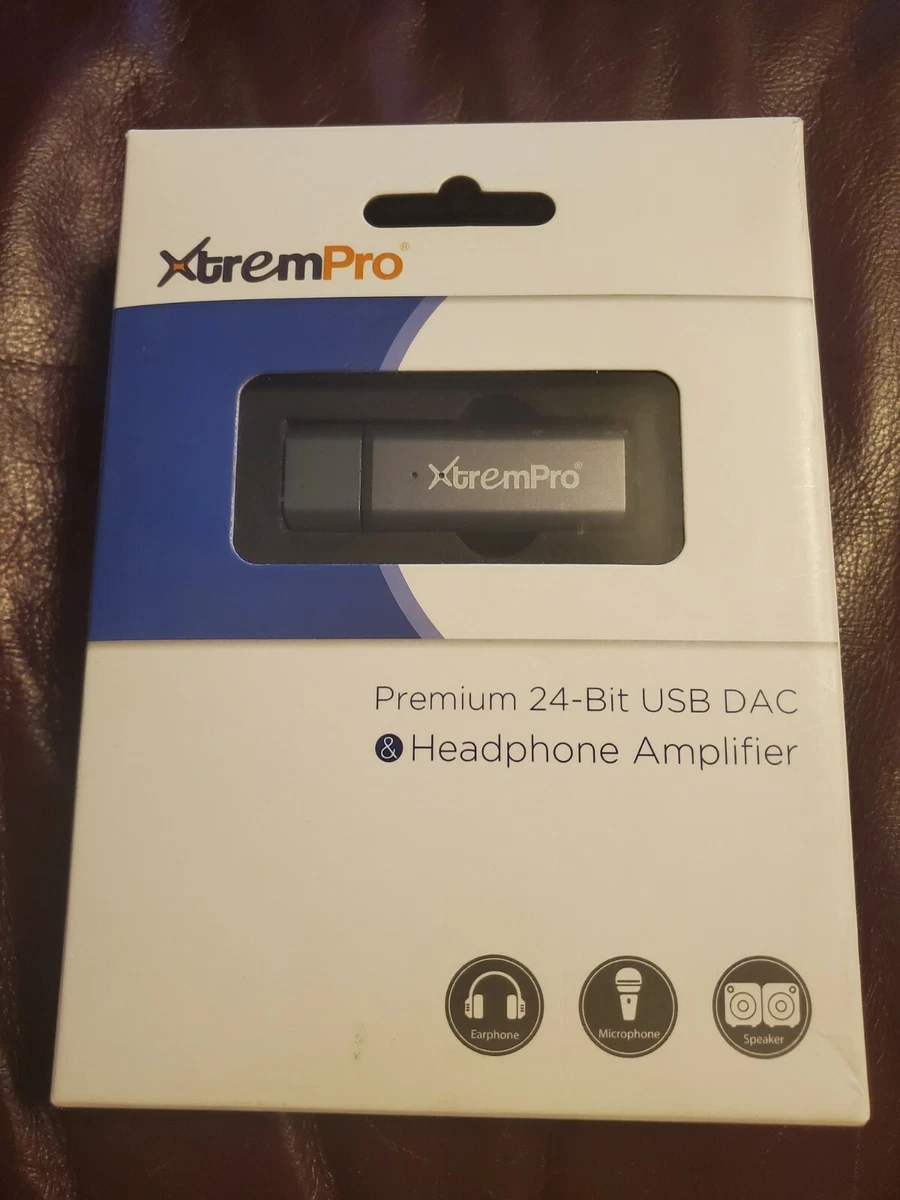 XtremPro®
XtremPro®
Premium 24-Bit USB DAC
& Headphone Amplifier
Earphone
Microphone
Speaker